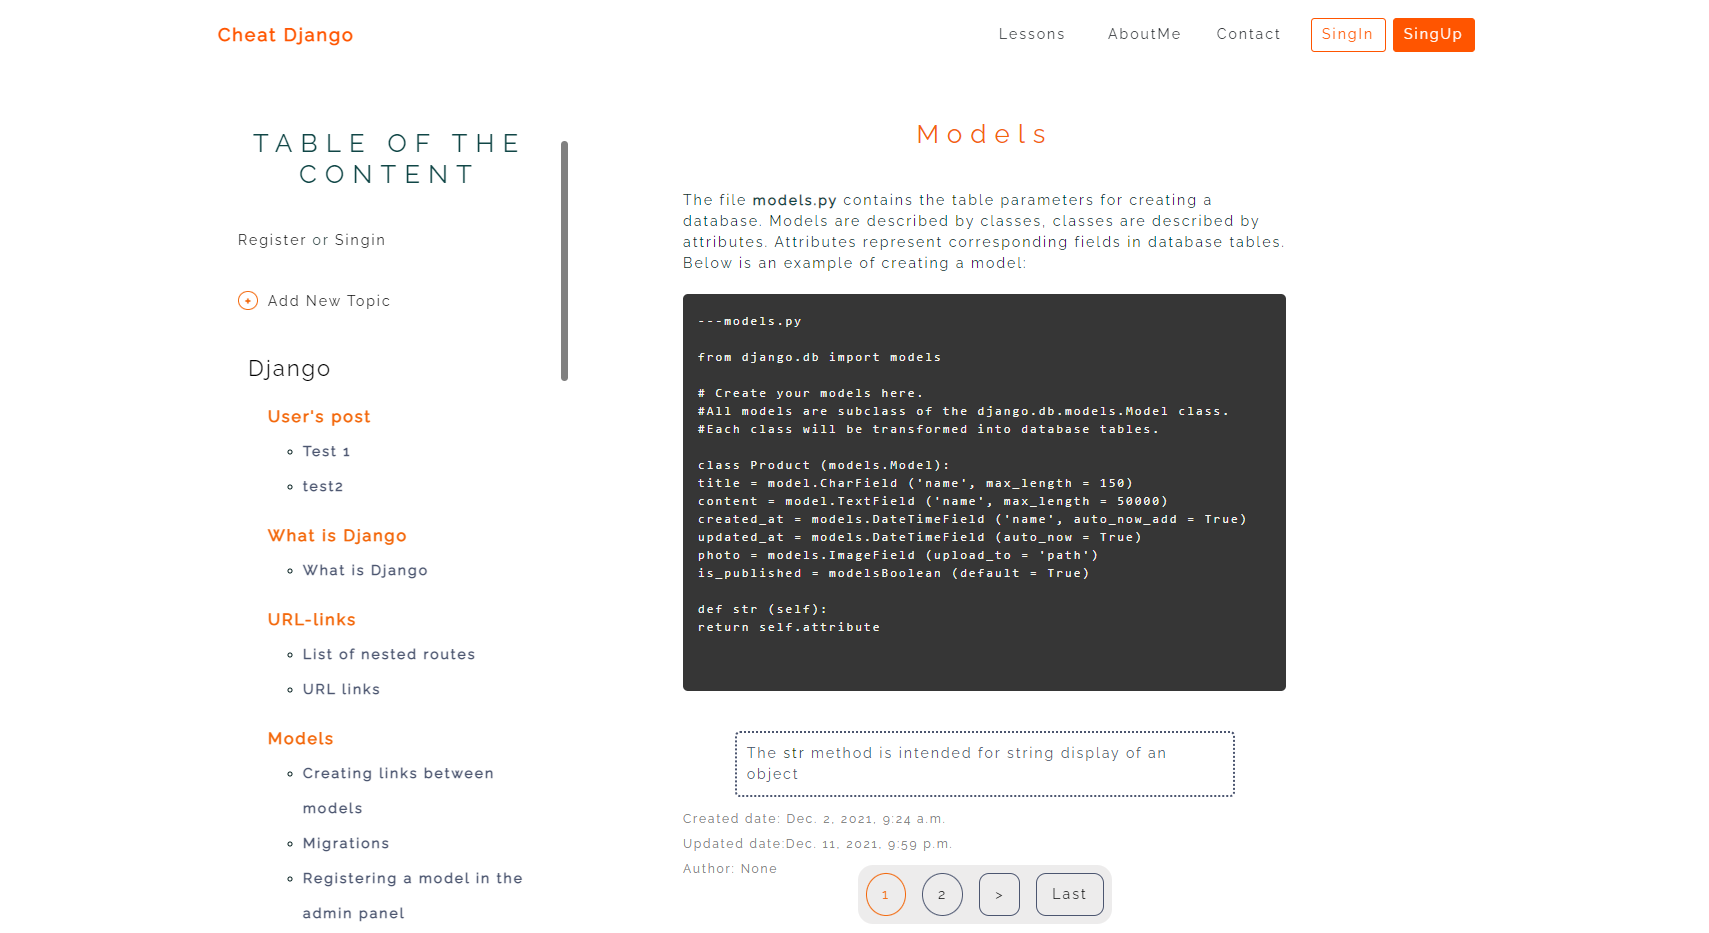 Cheat Django
Lessons
AboutMe
Contact
SingIn
SingUp
TABLE OF THE
CONTENT
Register or Singin
+ Add New Topic
Django
User's post
Test 1
test2
What is Django
What is Django
URL-links
List of nested routes
URL links
Models
Creating links between
models
Migrations
Registering a model in the
admin panel
Models
The file models.py contains the table parameters for creating a
database. Models are described by classes, classes are described by
attributes. Attributes represent corresponding fields in database tables.
Below is an example of creating a model:
---models.py
from django.db import models
# Create your models here.
#All models are subclass of the django.db.models.Model class.
#Each class will be transformed into database tables.
class Product (models.Model):
title = model.CharField ('name', max_length = 150)
content = model.TextField ('name', max_length = 50000)
created_at = models.DateTimeField ('name', auto_now_add = True)
updated_at = models.DateTimeField (auto_now = True)
photo = models.ImageField (upload_to = 'path')
is_published = modelsBoolean (default = True)
def str (self):
return self.attribute
The str method is intended for string display of an
object
Created date: Dec. 2, 2021, 9:24 a.m.
Updated date:Dec. 11, 2021, 9:59 p.m.
Author: None
1
2
>
Last